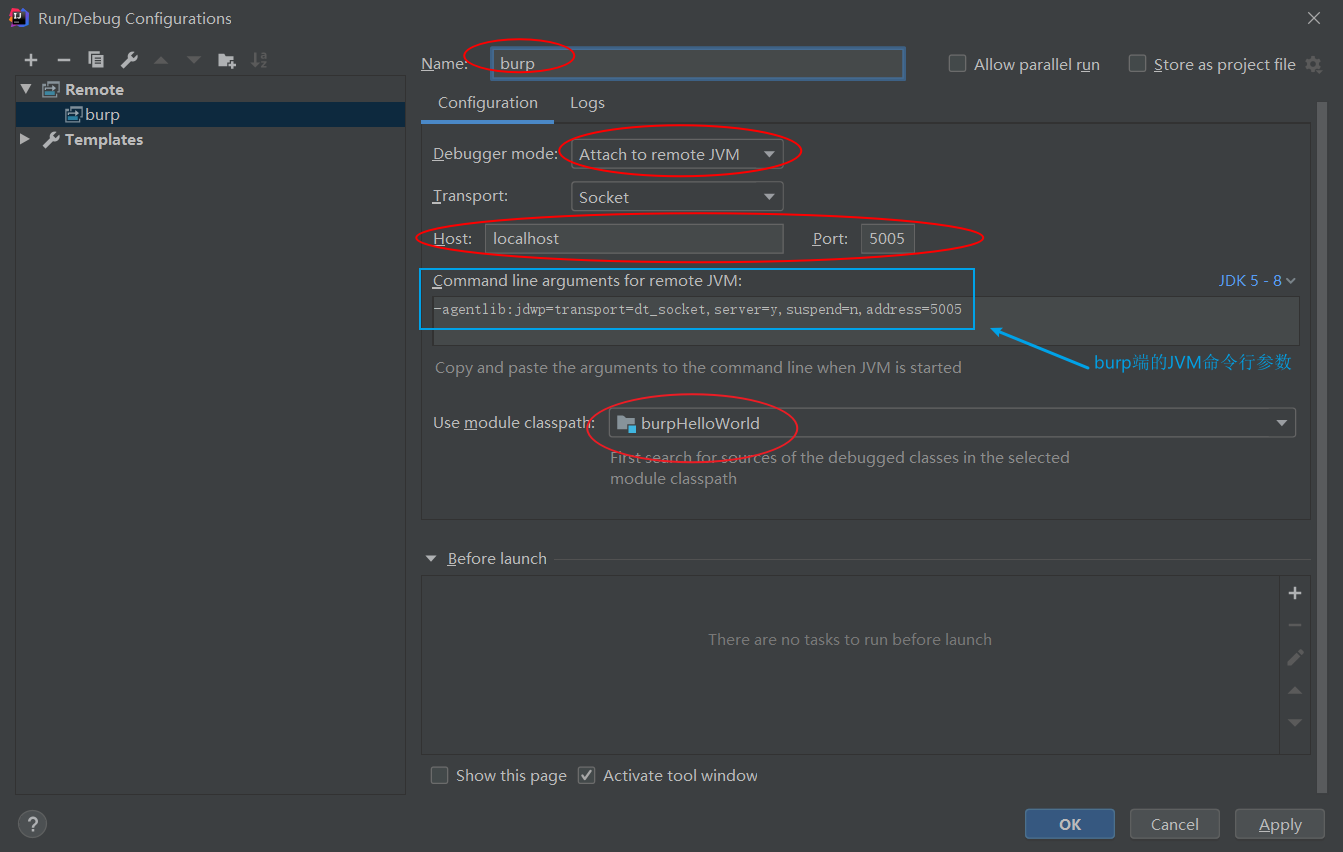 Run/Debug Configurations
Name: burp
Allow parallel run
Store as project file
Remote
burp
Templates
Configuration
Logs
Debugger mode: Attach to remote JVM
Transport: Socket
Host: localhost
Port: 5005
Command line arguments for remote JVM:
JDK 5 - 8
-agentlib:jdwp=transport=dt_socket,server=y,suspend=n,address=5005
burp端的JVM命令行参数
Copy and paste the arguments to the command line when JVM is started
Use module classpath: burpHelloWorld
First search for sources of the debugged classes in the selected
module classpath
Before launch
There are no tasks to run before launch
Show this page
Activate tool window
?
OK
Cancel
Apply